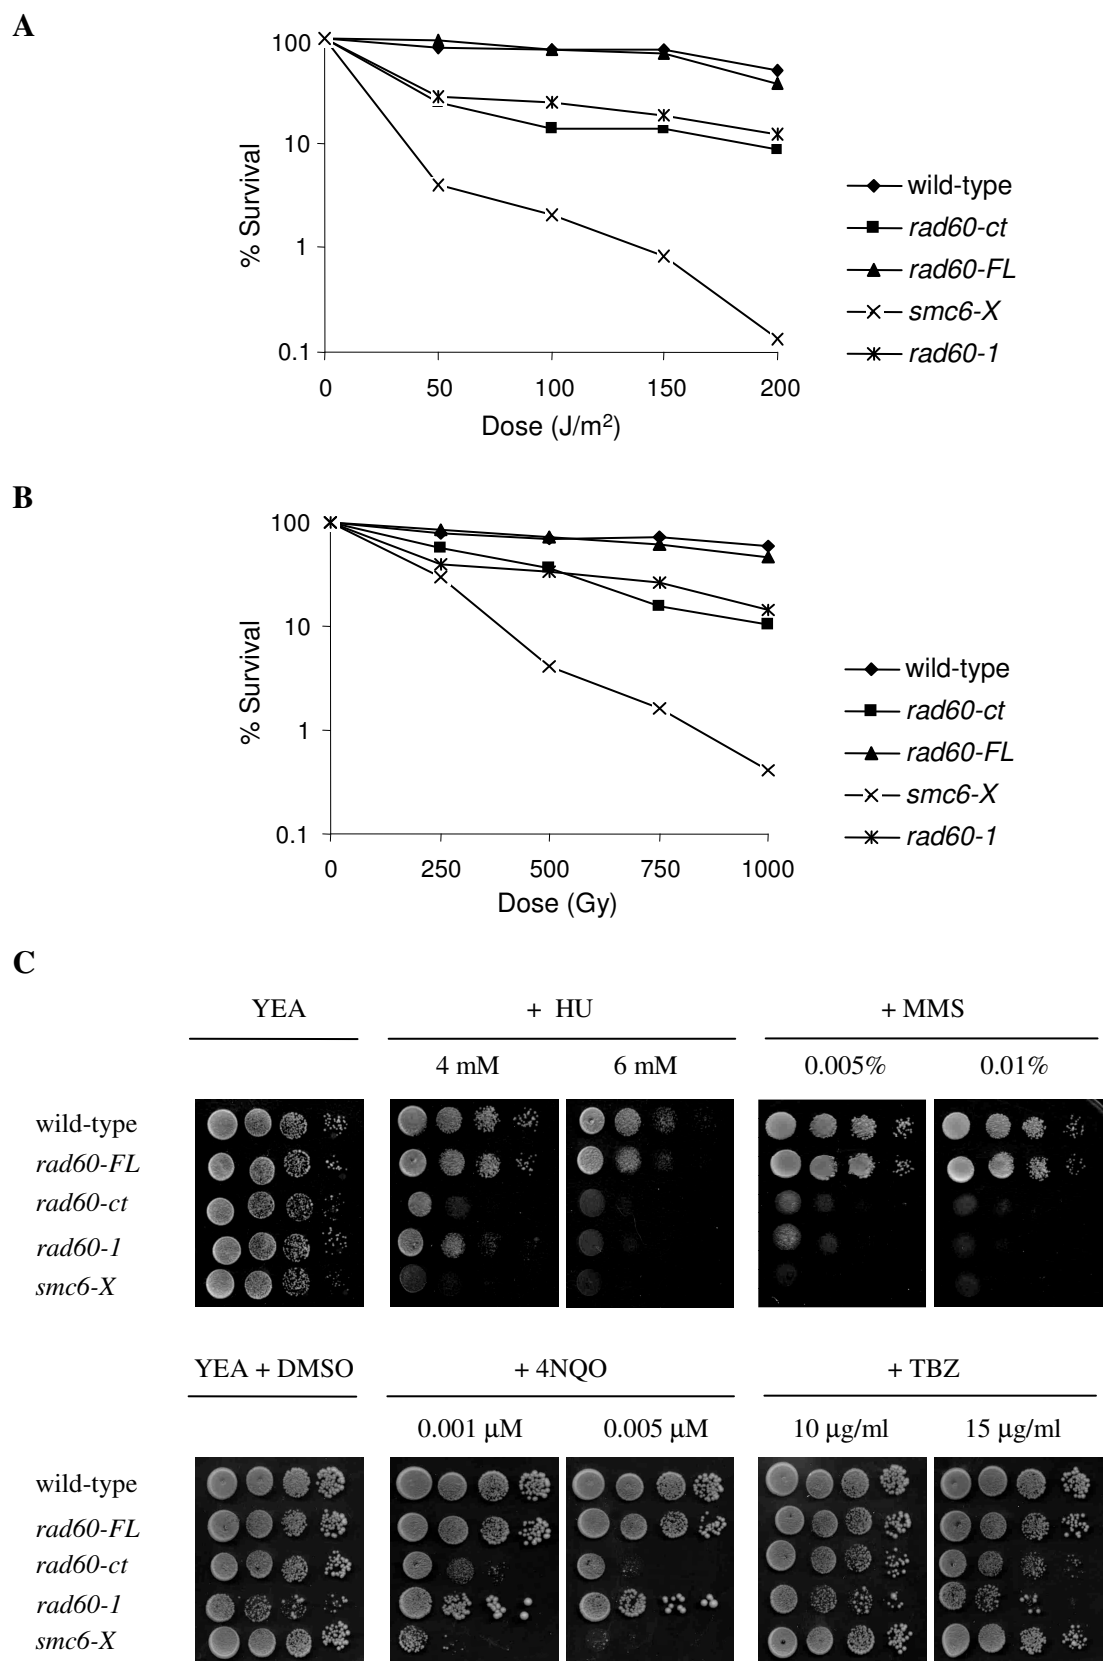 A
100
10
1
0.1
% Survival
0
50
100
150
200
Dose (J/m²)
wild-type
rad60-ct
rad60-FL
smc6-X
rad60-1
B
100
10
1
0.1
% Survival
0
250
500
750
1000
Dose (Gy)
wild-type
rad60-ct
rad60-FL
smc6-X
rad60-1
C
YEA + HU + MMS
4 mM 6 mM 0.005% 0.01%
wild-type
rad60-FL
rad60-ct
rad60-1
smc6-X
YEA + DMSO + 4NQO + TBZ
0.001 µM 0.005 µM 10 µg/ml 15 µg/ml
wild-type
rad60-FL
rad60-ct
rad60-1
smc6-X